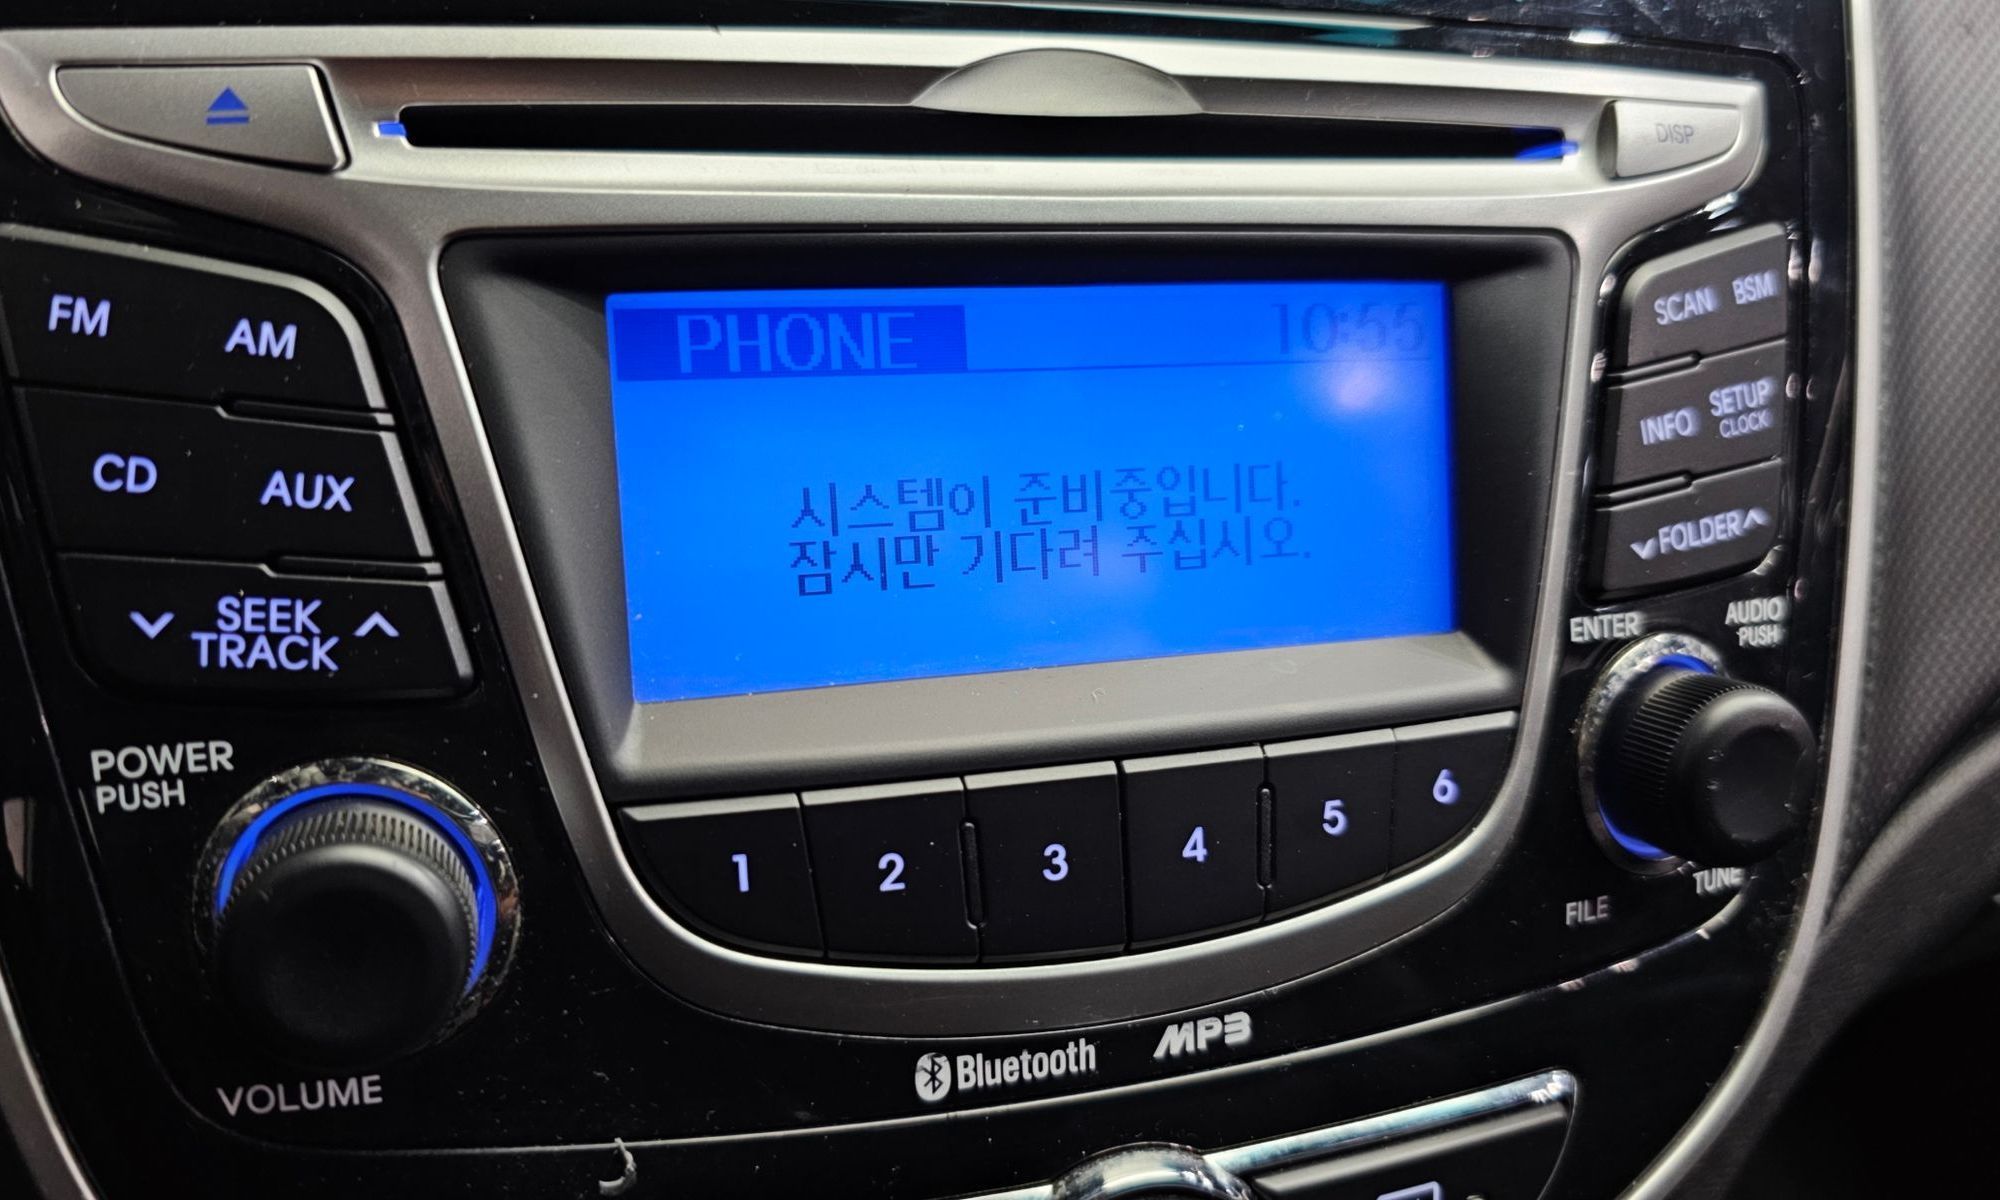 DISP
FM
AM
CD
AUX
SEEK
TRACK
PHONE 10:55
시스템이 준비중입니다.
잠시만 기다려 주십시오.
SCAN BSM
INFO SETUP
CLOCK
FOLDER
ENTER
AUDIO
PUSH
POWER
PUSH
1 2 3 4 5 6
TUNE
FILE
VOLUME
Bluetooth MP3